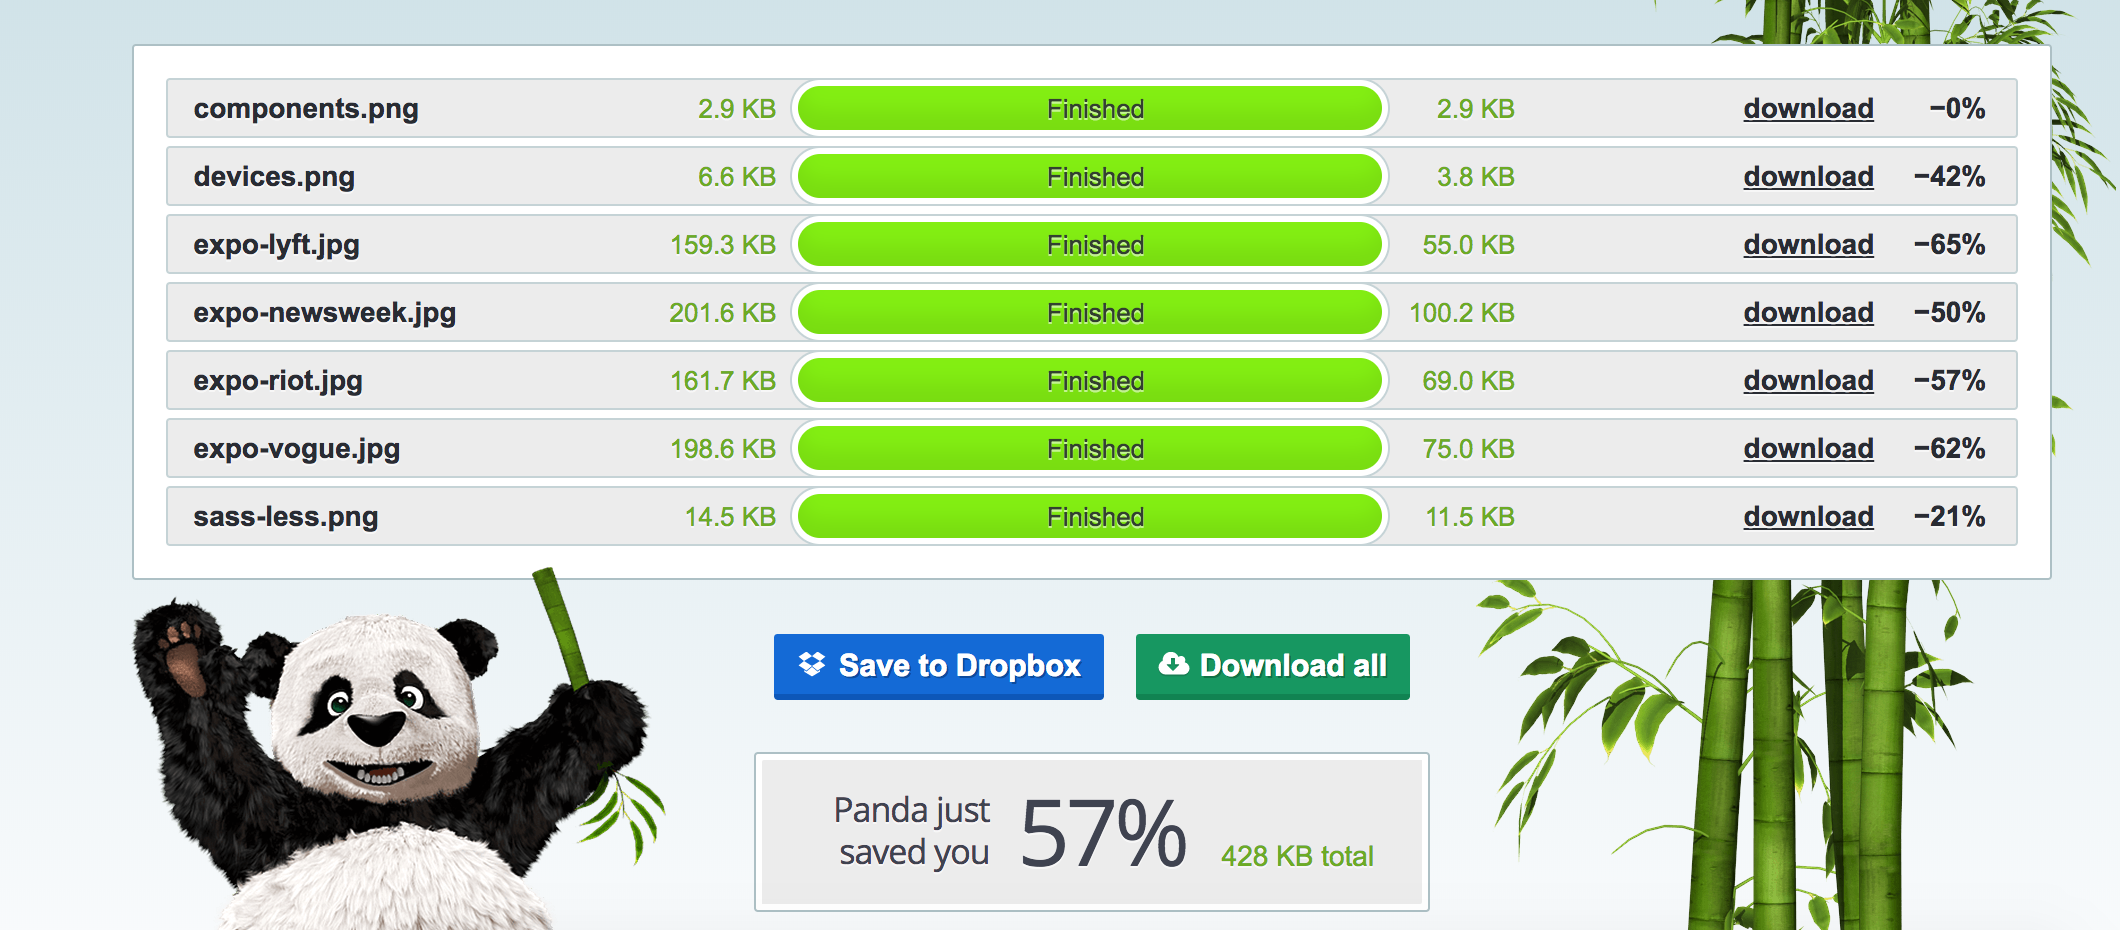 components.png 2.9 KB Finished 2.9 KB download −0%
devices.png 6.6 KB Finished 3.8 KB download −42%
expo-lyft.jpg 159.3 KB Finished 55.0 KB download −65%
expo-newsweek.jpg 201.6 KB Finished 100.2 KB download −50%
expo-riot.jpg 161.7 KB Finished 69.0 KB download −57%
expo-vogue.jpg 198.6 KB Finished 75.0 KB download −62%
sass-less.png 14.5 KB Finished 11.5 KB download −21%
Save to Dropbox
Download all
Panda just
saved you
57%
428 KB total